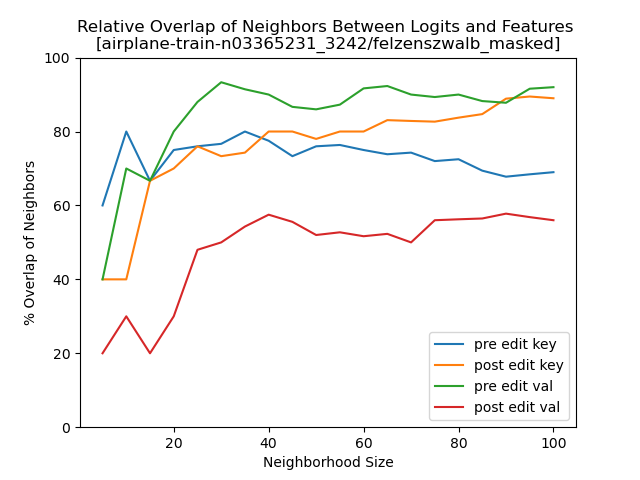 Relative Overlap of Neighbors Between Logits and Features
[airplane-train-n03365231_3242/felzenszwalb_masked]
100
80
60
40
20
0
% Overlap of Neighbors
20 40 60 80 100
Neighborhood Size
pre edit key
post edit key
pre edit val
post edit val